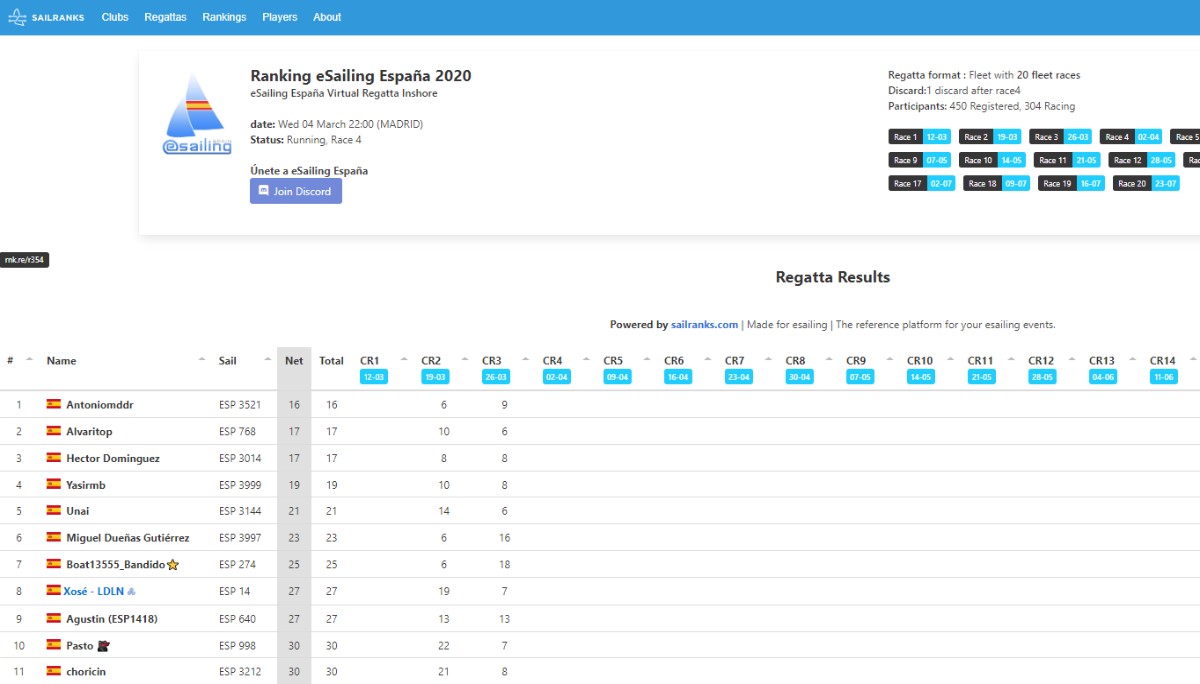 SAILRANKS Clubs Regattas Rankings Players About
Ranking eSailing España 2020
eSailing España Virtual Regatta Inshore
date: Wed 04 March 22:00 (MADRID)
Status: Running, Race 4
Únete a eSailing España
Join Discord
@sailing
Regatta format : Fleet with 20 fleet races
Discard:1 discard after race4
Participants: 450 Registered, 304 Racing
Race 1 12-03 Race 2 19-03 Race 3 26-03 Race 4 02-04 Race 5
Race 9 07-05 Race 10 14-05 Race 11 21-05 Race 12 28-05
Race 17 02-07 Race 18 09-07 Race 19 16-07 Race 20 23-07
rnk.re/r354
Regatta Results
Powered by sailranks.com | Made for esailing | The reference platform for your esailing events.
# Name Sail Net Total CR1 CR2 CR3 CR4 CR5 CR6 CR7 CR8 CR9 CR10 CR11 CR12 CR13 CR14
12-03 19-03 26-03 02-04 09-04 16-04 23-04 30-04 07-05 14-05 21-05 28-05 04-06 11-06
1 Antoniomddr ESP 3521 16 16 6 9
2 Alvaritop ESP 768 17 17 10 6
3 Hector Dominguez ESP 3014 17 17 8 8
4 Yasirmb ESP 3999 19 19 10 8
5 Unai ESP 3144 21 21 14 6
6 Miguel Dueñas Gutiérrez ESP 3997 23 23 6 16
7 Boat13555_Bandido ESP 274 25 25 6 18
8 Xosé - LDLN ESP 14 27 27 19 7
9 Agustin (ESP1418) ESP 640 27 27 13 13
10 Pasto ESP 998 30 30 22 7
11 choricin ESP 3212 30 30 21 8